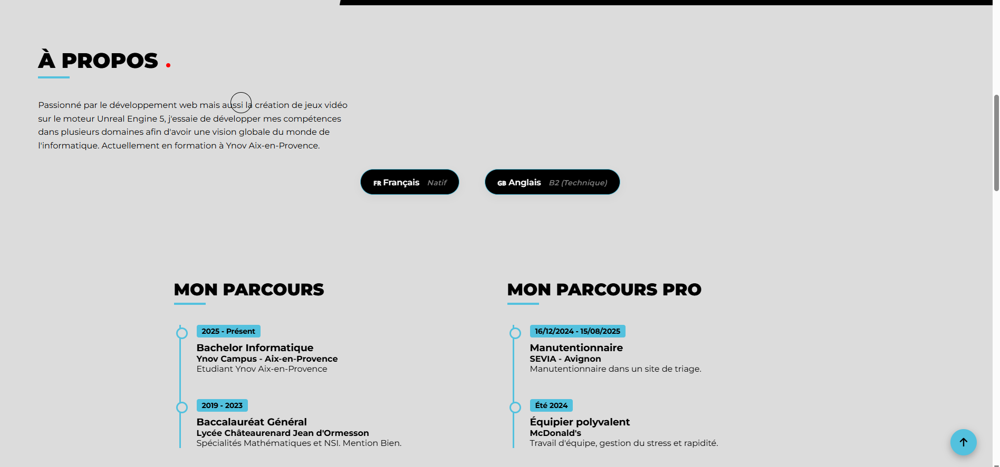 À PROPOS .
Passionné par le développement web mais aussi la création de jeux vidéo
sur le moteur Unreal Engine 5, j'essaie de développer mes compétences
dans plusieurs domaines afin d'avoir une vision globale du monde de
l'informatique. Actuellement en formation à Ynov Aix-en-Provence.
FR Français Natif
GB Anglais B2 (Technique)
MON PARCOURS
2025 - Présent
Bachelor Informatique
Ynov Campus - Aix-en-Provence
Etudiant Ynov Aix-en-Provence
2019 - 2023
Baccalauréat Général
Lycée Châteaurenard Jean d'Ormesson
Spécialités Mathématiques et NSI. Mention Bien.
MON PARCOURS PRO
16/12/2024 - 15/08/2025
Manutentionnaire
SEVIA - Avignon
Manutentionnaire dans un site de triage.
Été 2024
Équipier polyvalent
McDonald's
Travail d'équipe, gestion du stress et rapidité.